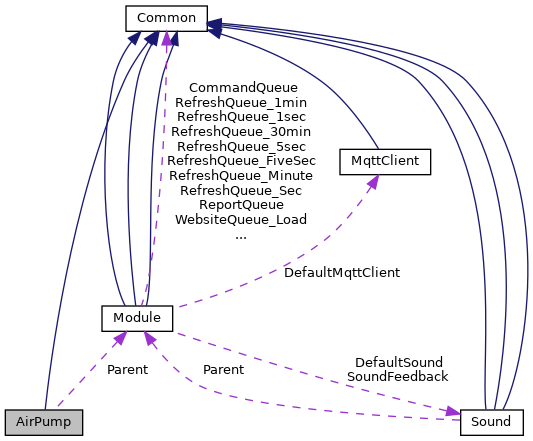 Common
CommandQueue
RefreshQueue_1min
RefreshQueue_1sec
RefreshQueue_30min
RefreshQueue_5sec
RefreshQueue_FiveSec
RefreshQueue_Minute
RefreshQueue_Sec
ReportQueue
WebsiteQueue_Load
...
MqttClient
DefaultMqttClient
Module
Parent
Parent
DefaultSound
SoundFeedback
AirPump
Sound